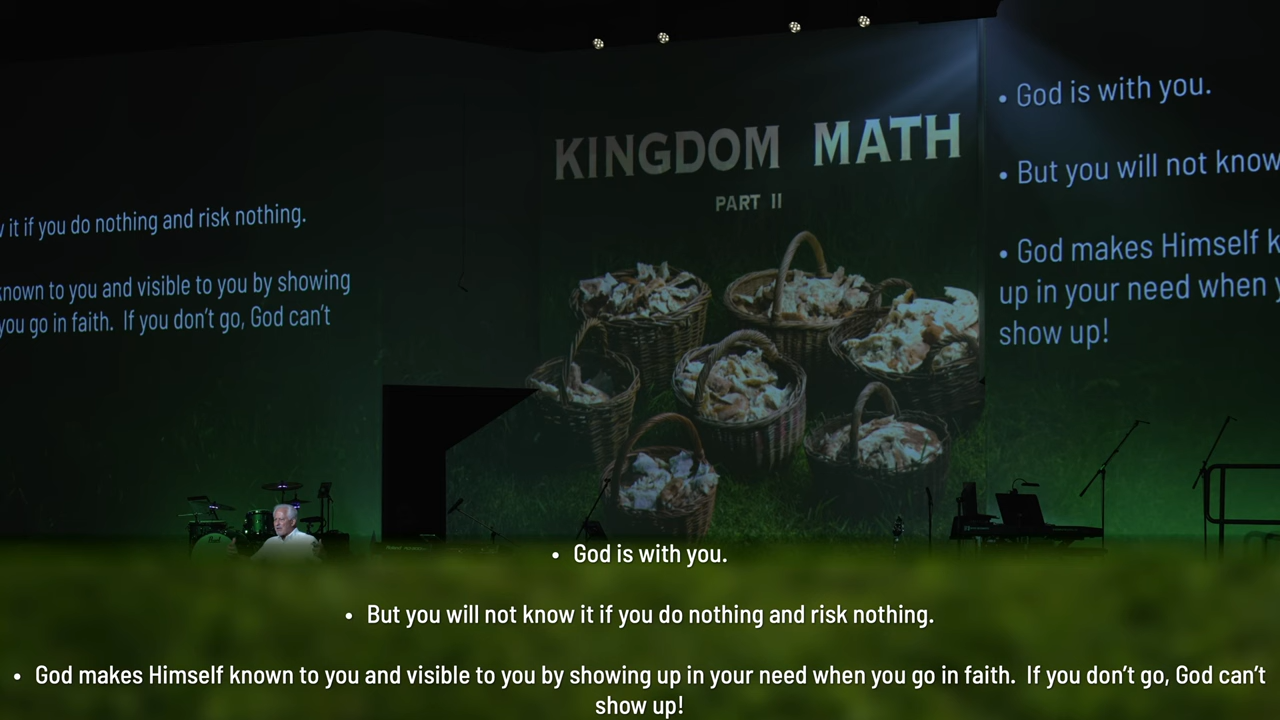 KINGDOM MATH
PART II
it if you do nothing and risk nothing.
known to you and visible to you by showing
you go in faith. If you don't go, God can't
• God is with you.
• But you will not know
• God makes Himself k
up in your need when y
show up!
Pearl
• God is with you.
• But you will not know it if you do nothing and risk nothing.
• God makes Himself known to you and visible to you by showing up in your need when you go in faith. If you don't go, God can't
show up!